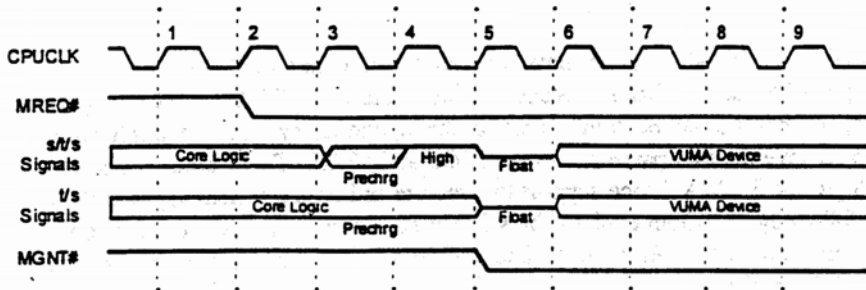 1 2 3 4 5 6 7 8 9
CPUCLK
MREQ#
s/t/s
Signals
Core Logic High Float VUMA Device
Prechrg
t/s
Signals
Core Logic Float VUMA Device
Prechrg
MGNT#